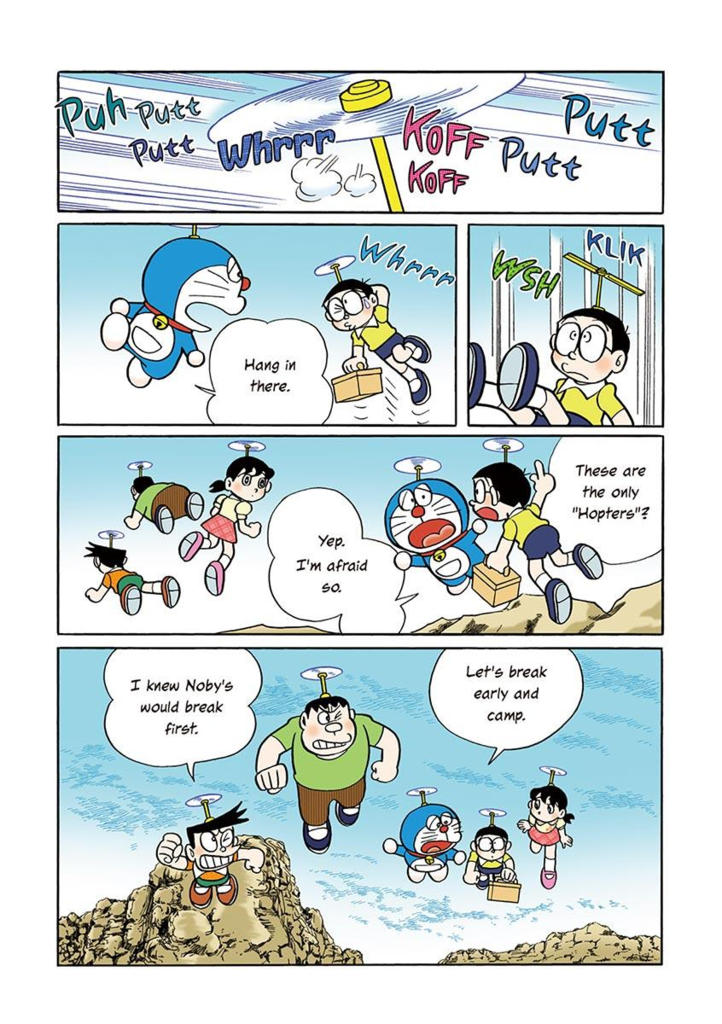 Puh Putt
Putt
Whrrr
KOFF
KOFF
Putt
Putt
Whrrr
Hang in
there.
KLIK
WSH
These are
the only
"Hopters"?
Yep.
I'm afraid
so.
I knew Noby's
would break
first.
Let's break
early and
camp.